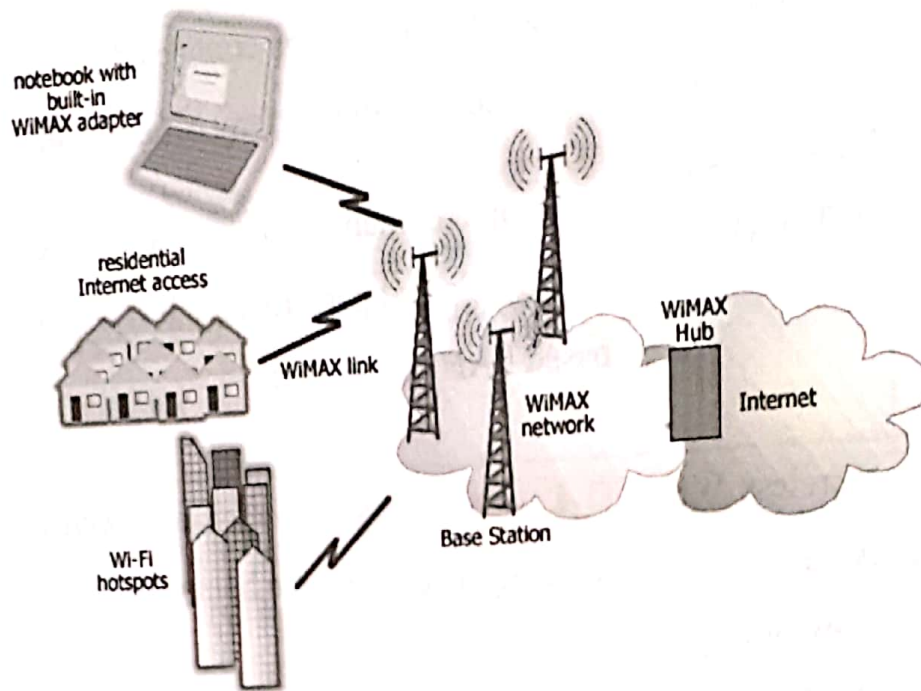 notebook with
built-in
WiMAX adapter
residential
Internet access
WiMAX link
WiMAX
Hub
WiMAX
network
Internet
Base Station
Wi-Fi
hotspots